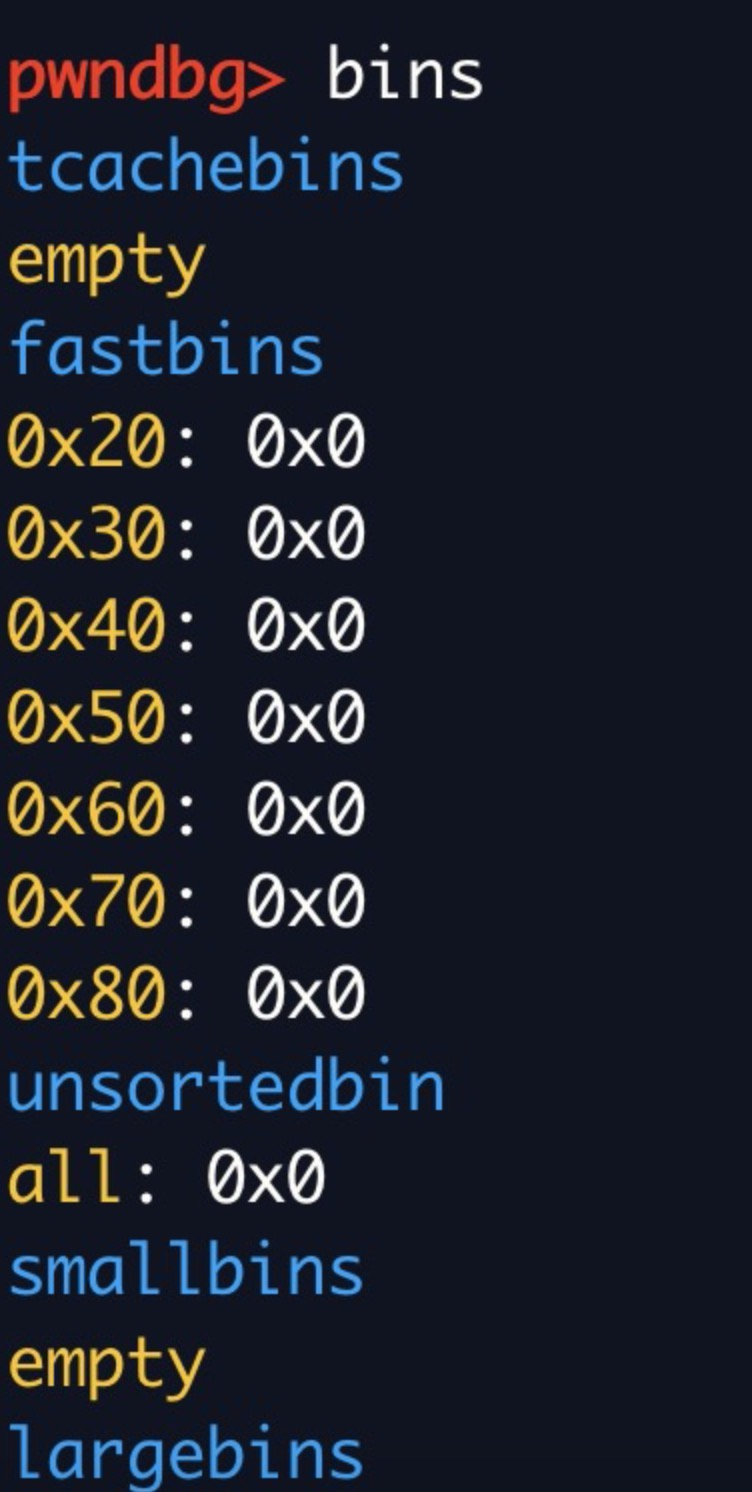 pwndbg> bins
tcachebins
empty
fastbins
0x20: 0x0
0x30: 0x0
0x40: 0x0
0x50: 0x0
0x60: 0x0
0x70: 0x0
0x80: 0x0
unsortedbin
all: 0x0
smallbins
empty
largebins